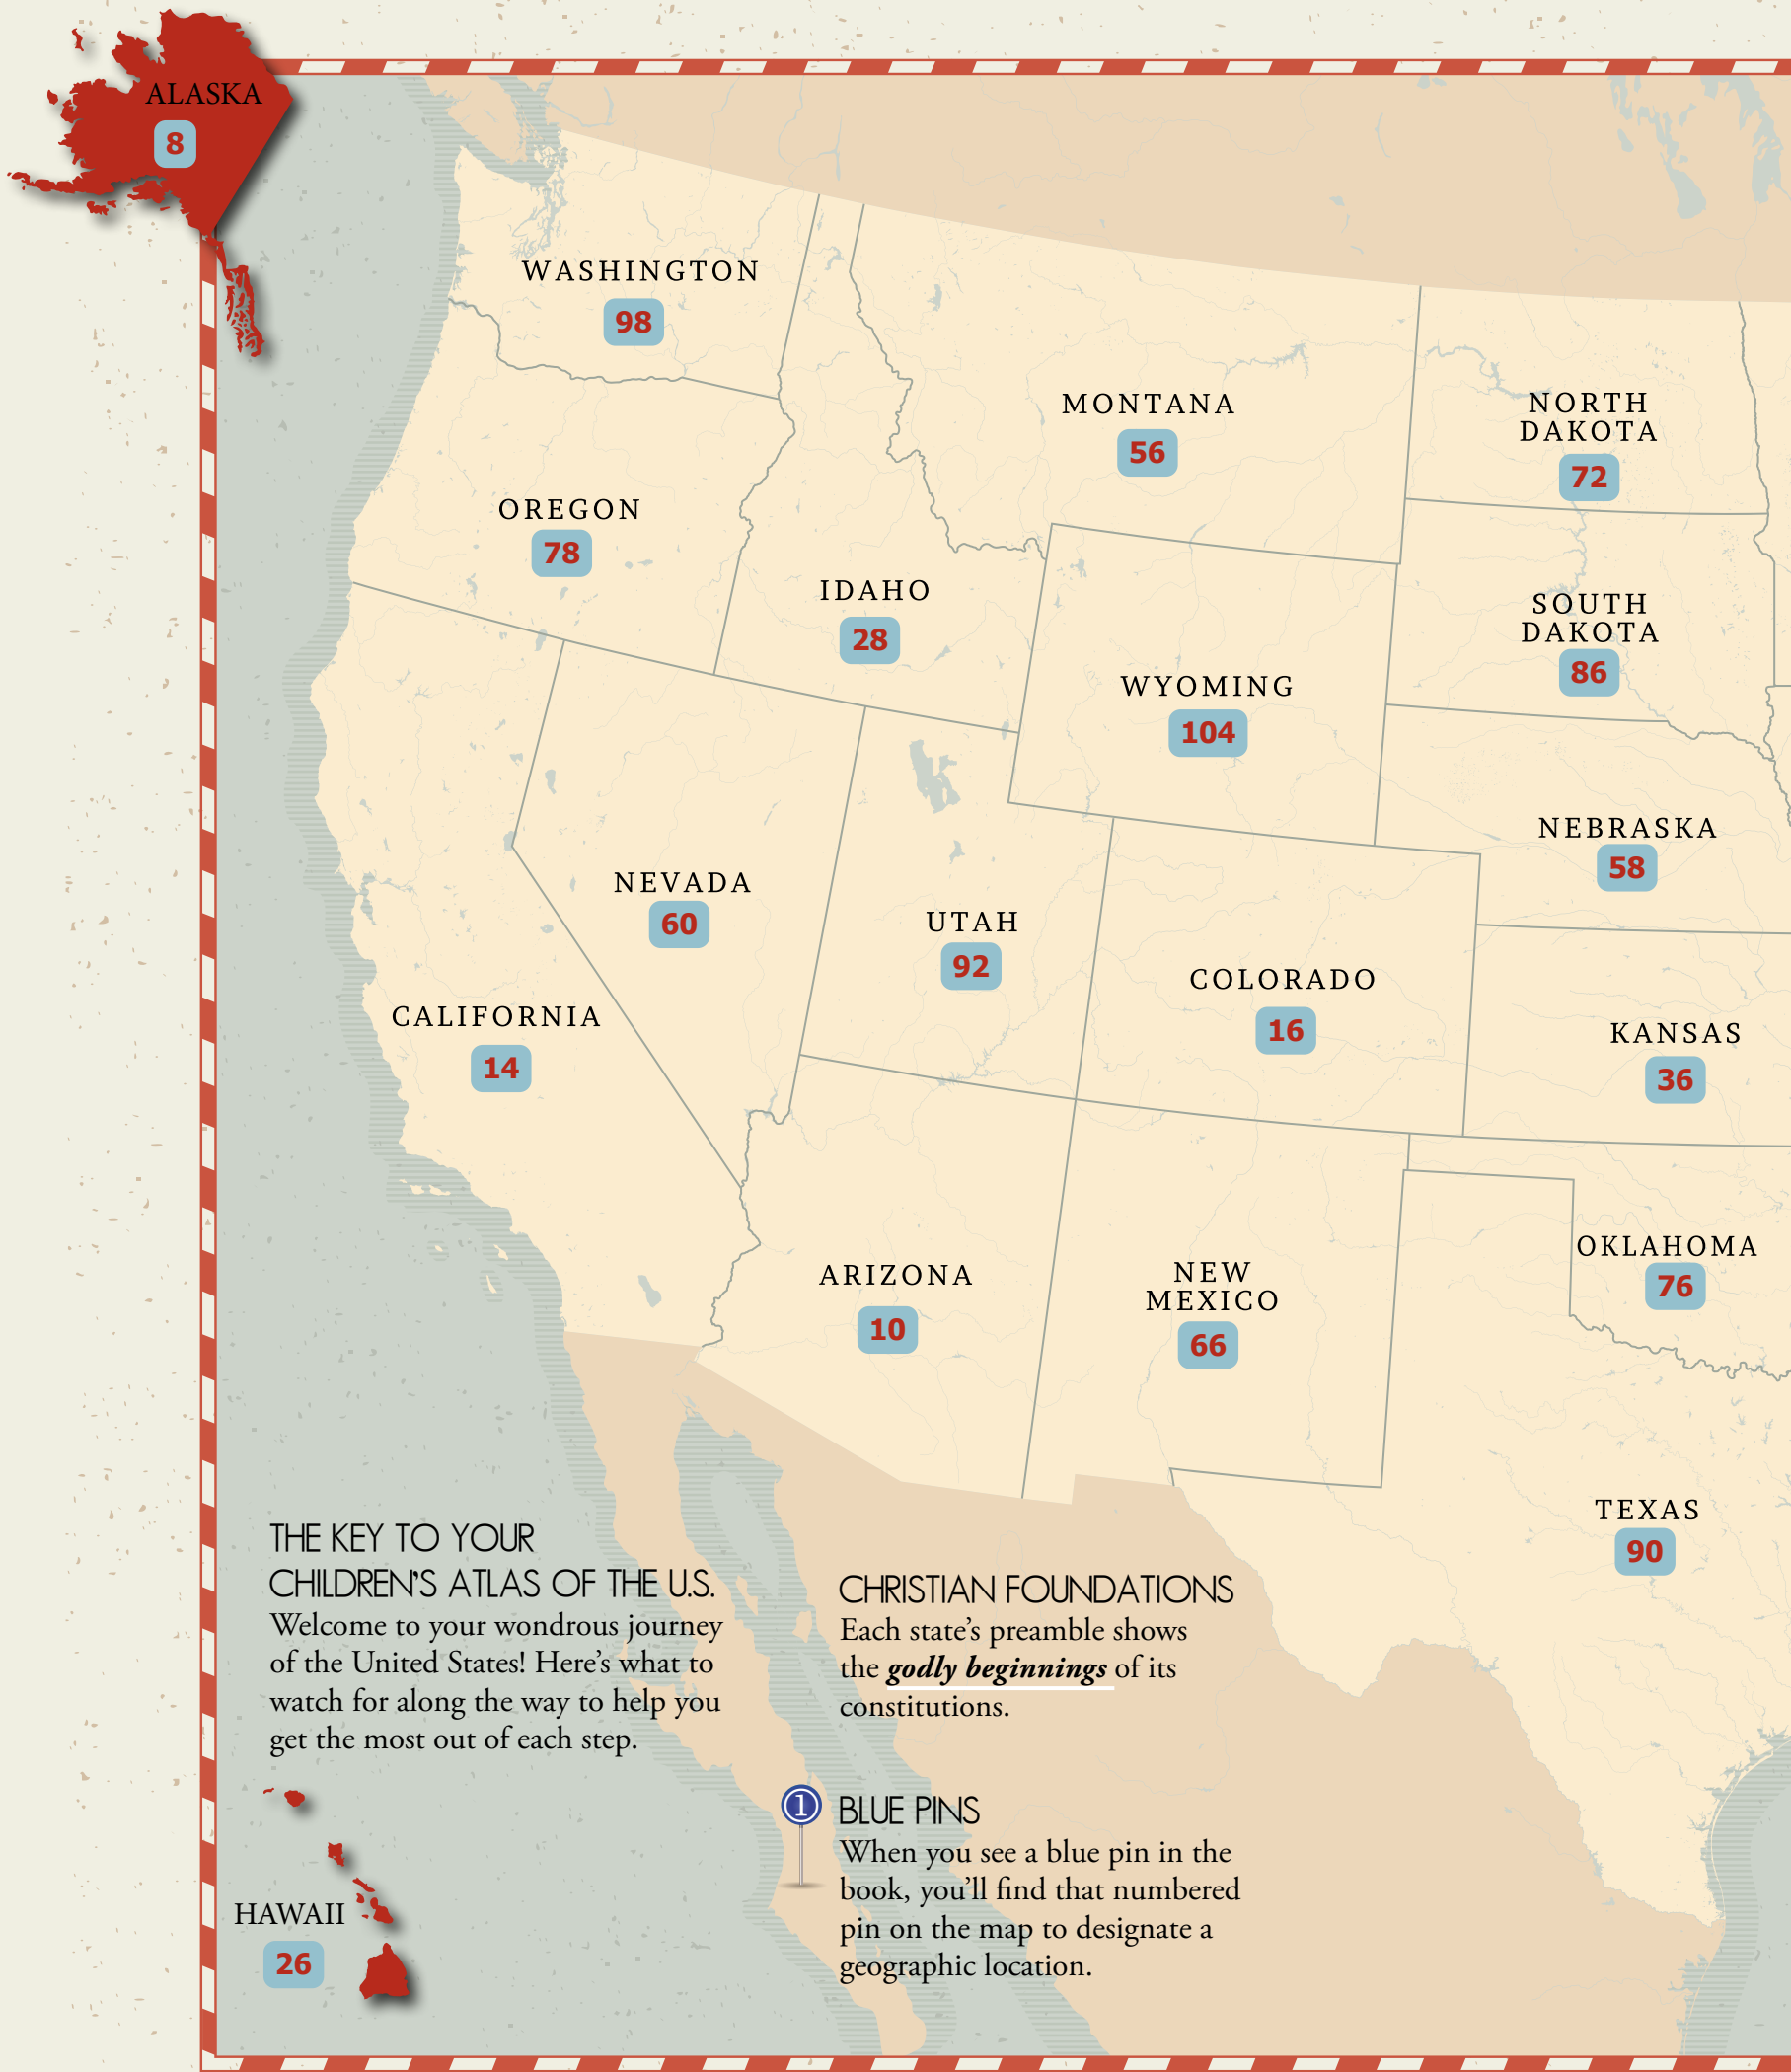 ALASKA
8
WASHINGTON
98
MONTANA
56
NORTH
DAKOTA
72
OREGON
78
IDAHO
28
SOUTH
DAKOTA
86
WYOMING
104
NEBRASKA
58
NEVADA
60
UTAH
92
COLORADO
16
CALIFORNIA
14
KANSAS
36
OKLAHOMA
76
ARIZONA
10
NEW
MEXICO
66
TEXAS
90
THE KEY TO YOUR
CHILDREN'S ATLAS OF THE U.S.
Welcome to your wondrous journey
of the United States! Here's what to
watch for along the way to help you
get the most out of each step.
CHRISTIAN FOUNDATIONS
Each state's preamble shows
the godly beginnings of its
constitutions.
1
BLUE PINS
When you see a blue pin in the
book, you'll find that numbered
pin on the map to designate a
geographic location.
HAWAII
26